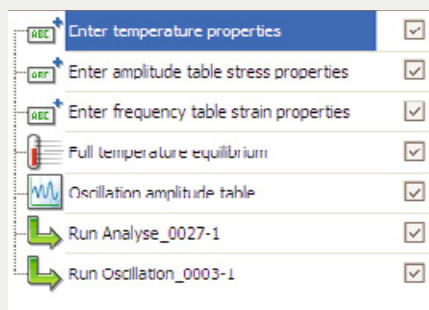 Enter temperature properties
Enter amplitude table stress properties
Enter frequency table strain properties
Full temperature equilibrium
Oscillation amplitude table
Run Analyse_0027-1
Run Oscillation_0003-1